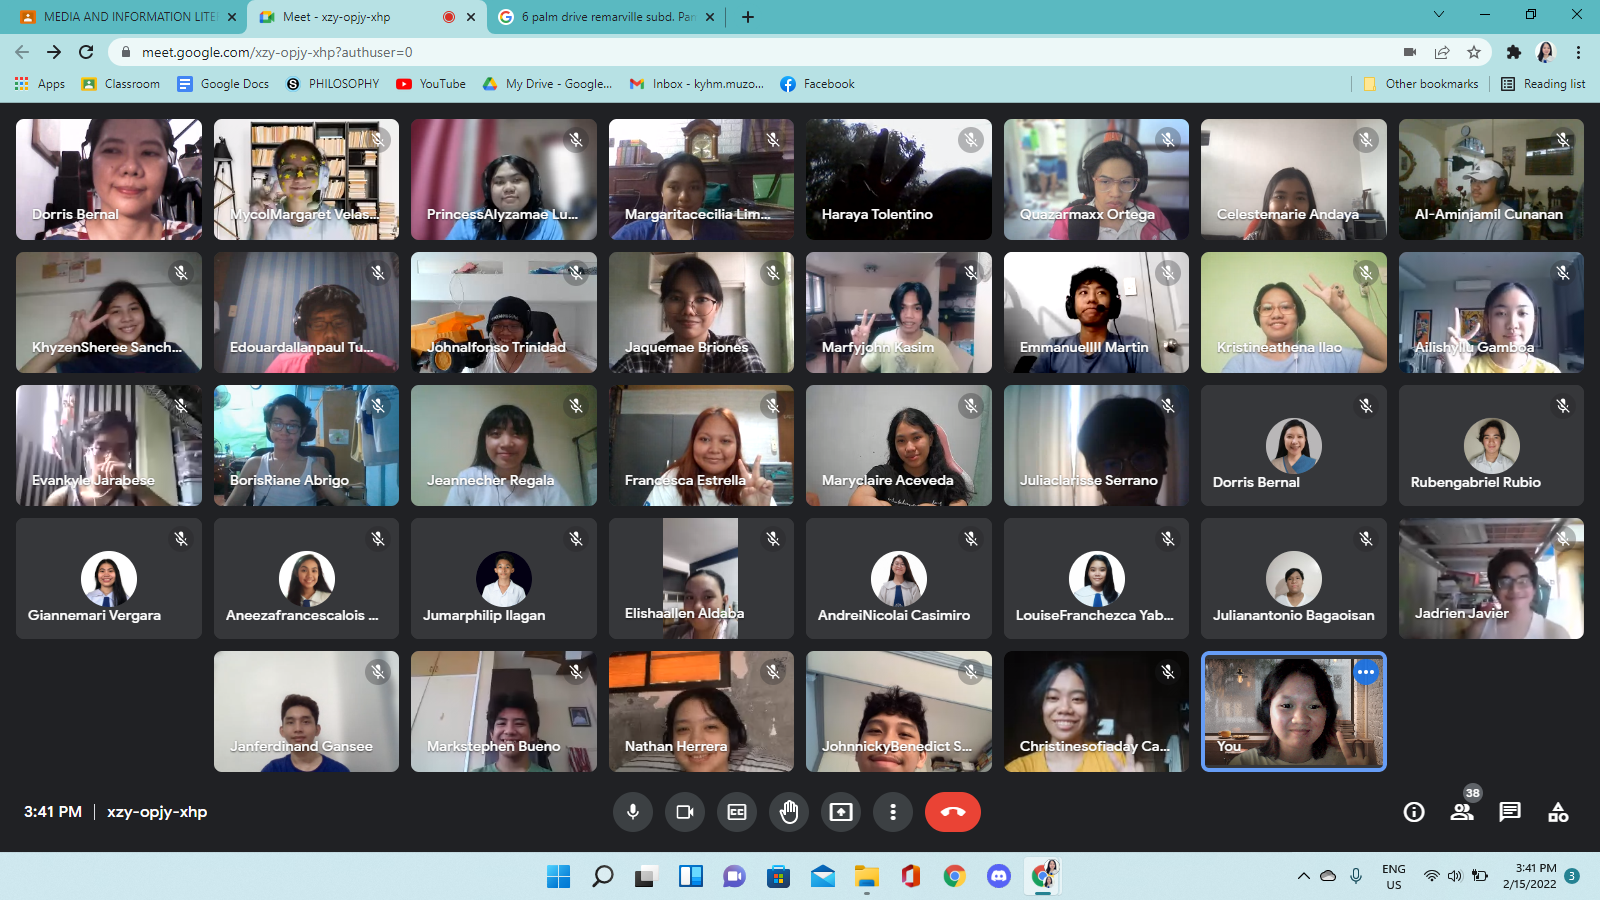 MEDIA AND INFORMATION LITE
Meet - xzy-opjy-xhp
6 palm drive remarville subd. Pan
meet.google.com/xzy-opjy-xhp?authuser=0
Apps
Classroom
Google Docs
PHILOSOPHY
YouTube
My Drive - Google...
Inbox - kyhm.muzo...
Facebook
Other bookmarks
Reading list
Dorris Bernal
MycolMargaret Velas...
PrincessAlyzamae Lu...
Margaritacecilia Lim...
Haraya Tolentino
Quazarmaxx Ortega
Celestemarie Andaya
Al-Aminjamil Cunanan
KhyzenSheree Sanch...
Edouardallanpaul Tu...
Johnalfonso Trinidad
Jaquemae Briones
Marfyjohn Kasim
EmmanuelIII Martin
Kristineathena Ilao
Ailishyllu Gamboa
Evankyle Jarabese
BorisRiane Abrigo
Jeannecher Regala
Francesca Estrella
Maryclaire Aceveda
Juliaclarisse Serrano
Dorris Bernal
Rubengabriel Rubio
Giannemari Vergara
Aneezafrancescalois ...
Jumarphilip Ilagan
Elishaallen Aldaba
AndreiNicolai Casimiro
LouiseFranchezca Yab...
Julianantonio Bagaoisan
Jadrien Javier
Janferdinand Gansee
Markstephen Bueno
Nathan Herrera
JohnnickyBenedict S...
Christinesofiaday Ca...
You
3:41 PM | xzy-opjy-xhp
CC
38
ENG
US
3:41 PM
2/15/2022
3